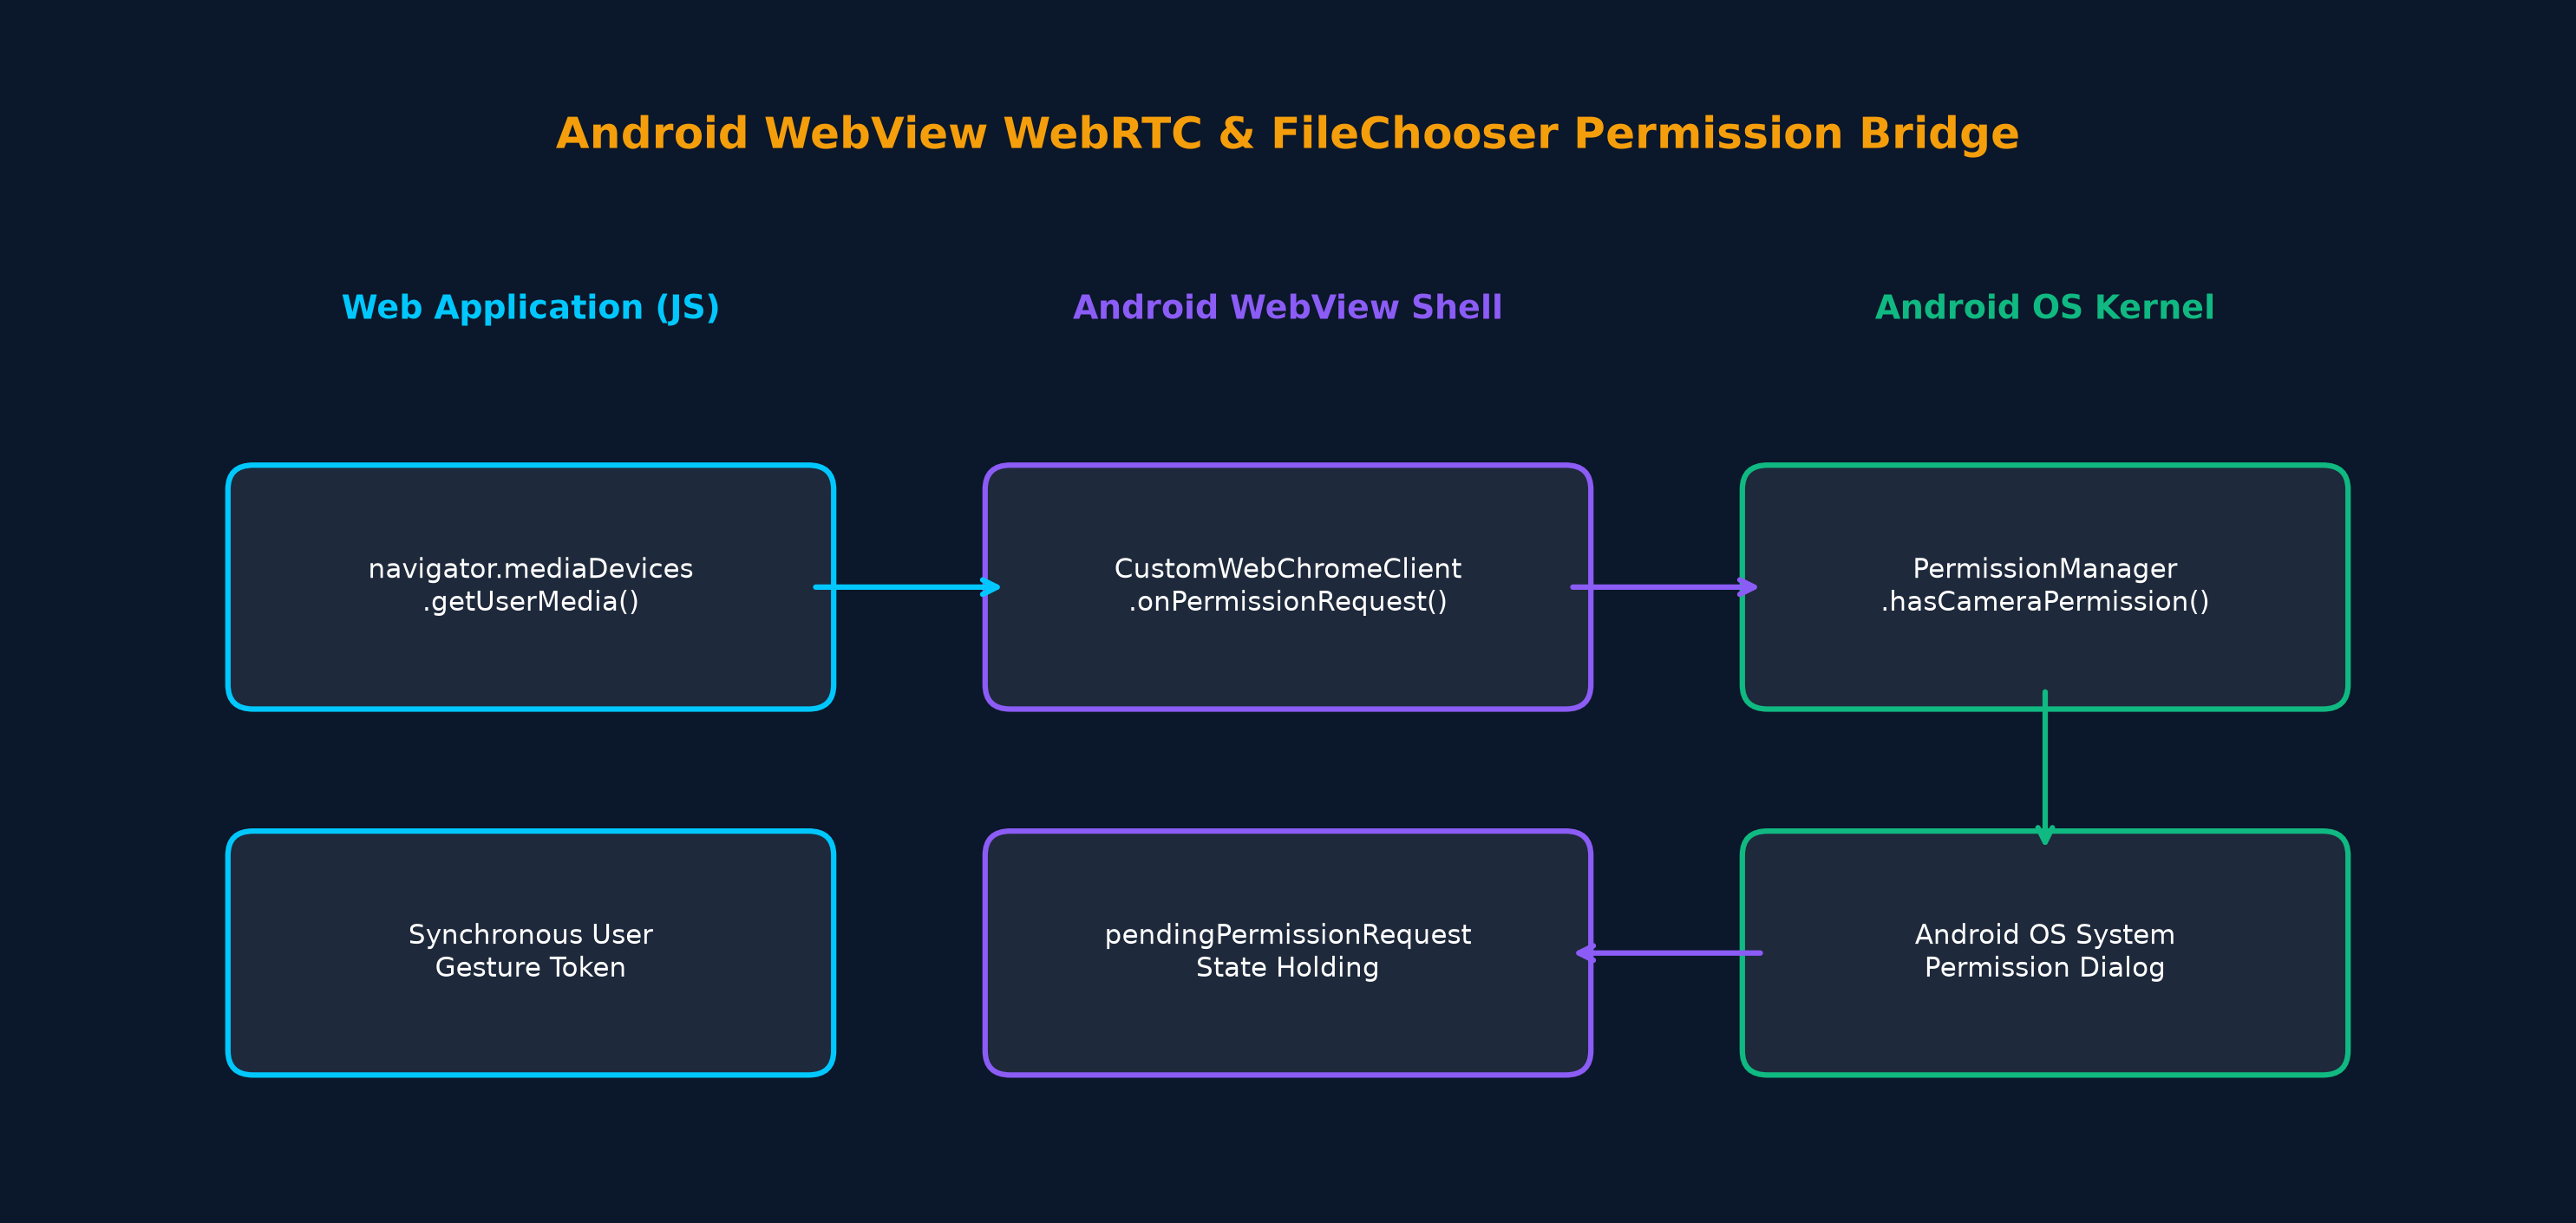 Android WebView WebRTC & FileChooser Permission Bridge
Web Application (JS)
Android WebView Shell
Android OS Kernel
navigator.mediaDevices
.getUserMedia()
CustomWebChromeClient
.onPermissionRequest()
PermissionManager
.hasCameraPermission()
Synchronous User
Gesture Token
pendingPermissionRequest
State Holding
Android OS System
Permission Dialog